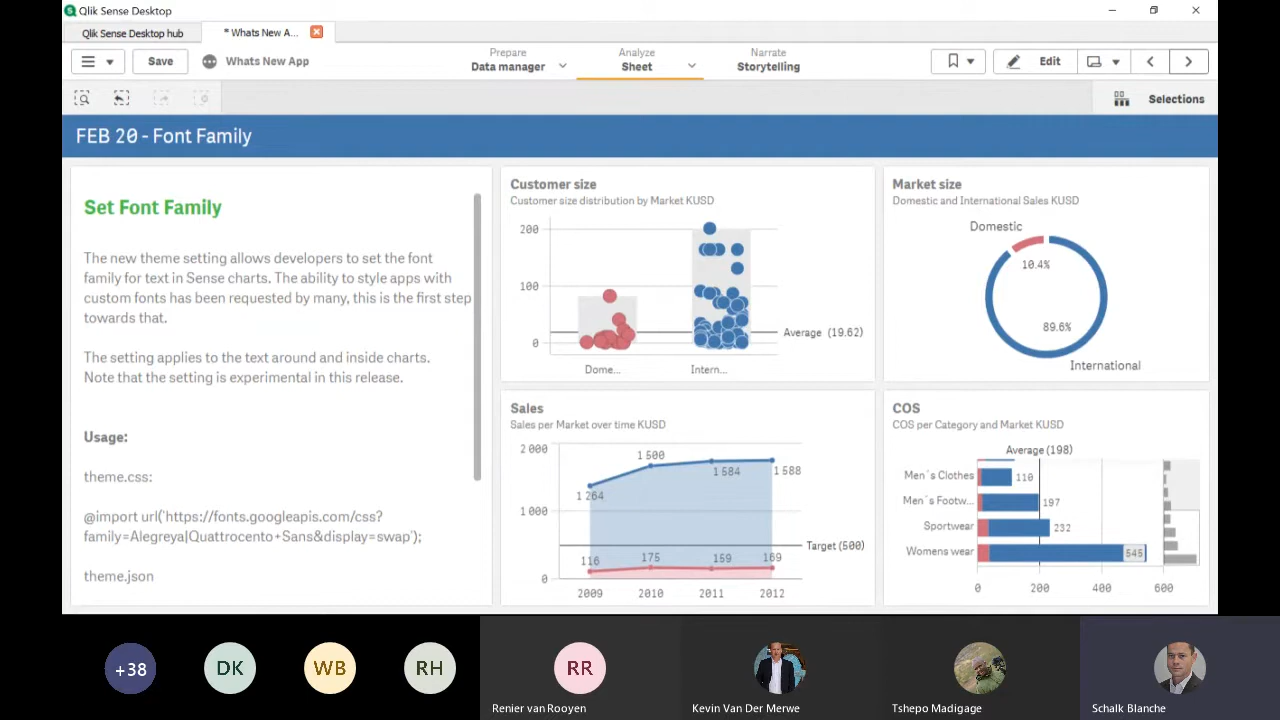 Qlik Sense Desktop
Qlik Sense Desktop hub
* Whats New A...
Save
Whats New App
Prepare
Data manager
Analyze
Sheet
Narrate
Storytelling
Edit
Selections
FEB 20 - Font Family
Set Font Family
The new theme setting allows developers to set the font
family for text in Sense charts. The ability to style apps with
custom fonts has been requested by many, this is the first step
towards that.
The setting applies to the text around and inside charts.
Note that the setting is experimental in this release.
Usage:
theme.css:
@import url('https://fonts.googleapis.com/css?
family=Alegreya|Quattrocento+Sans&display=swap');
theme.json
Customer size
Customer size distribution by Market KUSD
200
100
0
Average (19.62)
Dome...
Intern...
Market size
Domestic and International Sales KUSD
Domestic
10.4%
89.6%
International
Sales
Sales per Market over time KUSD
2 000
1 000
0
1 264
1 500
1 584
1 588
Target (500)
116
175
159
169
2009
2010
2011
2012
COS
COS per Category and Market KUSD
Average (198)
Men´s Clothes
110
Men´s Footw...
197
Sportwear
232
Womens wear
545
0
200
400
600
+38
DK
WB
RH
RR
Renier van Rooyen
Kevin Van Der Merwe
Tshepo Madigage
Schalk Blanche